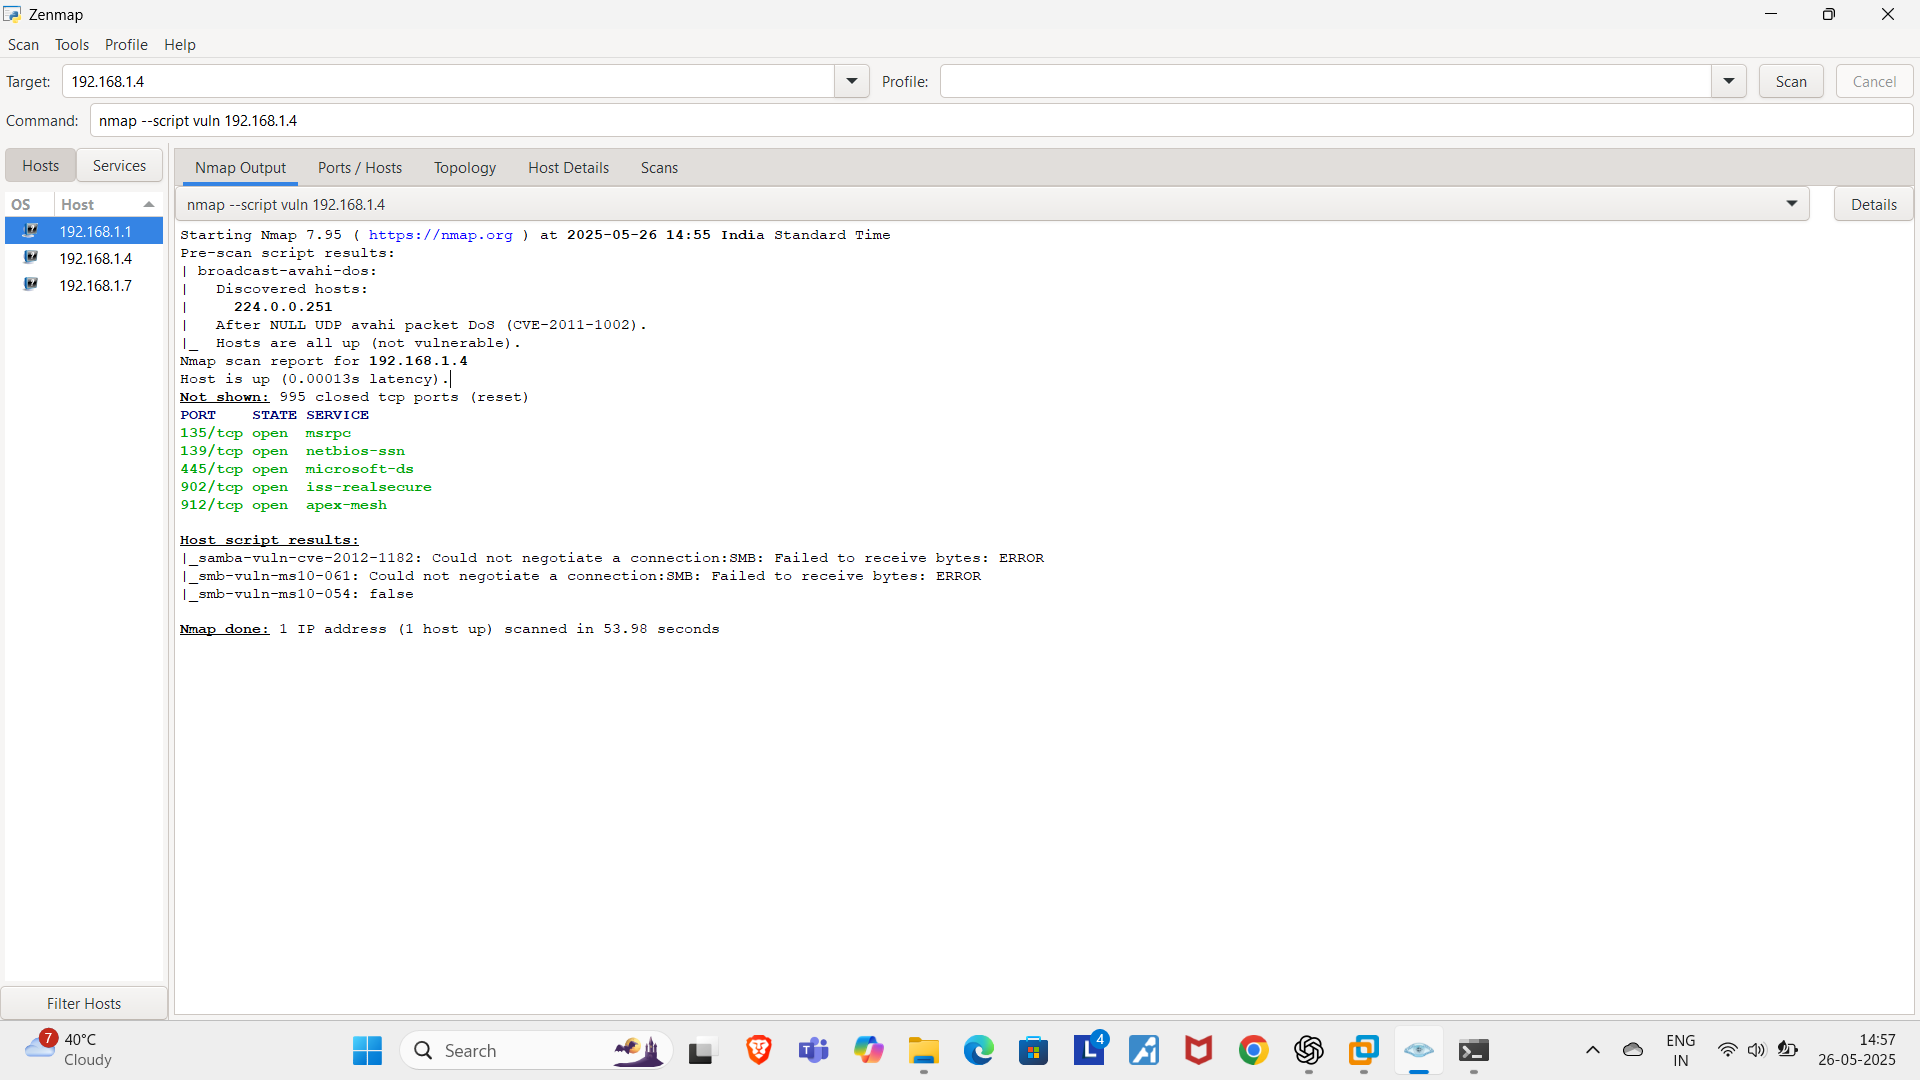 Zenmap
Scan Tools Profile Help
Target: 192.168.1.4 Profile: Scan Cancel
Command: nmap --script vuln 192.168.1.4
Hosts Services
OS Host
192.168.1.1
192.168.1.4
192.168.1.7
Filter Hosts
Nmap Output Ports / Hosts Topology Host Details Scans
nmap --script vuln 192.168.1.4 Details
Starting Nmap 7.95 ( https://nmap.org ) at 2025-05-26 14:55 India Standard Time
Pre-scan script results:
| broadcast-avahi-dos:
|   Discovered hosts:
|     224.0.0.251
|   After NULL UDP avahi packet DoS (CVE-2011-1002).
|_  Hosts are all up (not vulnerable).
Nmap scan report for 192.168.1.4
Host is up (0.00013s latency).
Not shown: 995 closed tcp ports (reset)
PORT    STATE SERVICE
135/tcp open  msrpc
139/tcp open  netbios-ssn
445/tcp open  microsoft-ds
902/tcp open  iss-realsecure
912/tcp open  apex-mesh
Host script results:
|_samba-vuln-cve-2012-1182: Could not negotiate a connection:SMB: Failed to receive bytes: ERROR
|_smb-vuln-ms10-061: Could not negotiate a connection:SMB: Failed to receive bytes: ERROR
|_smb-vuln-ms10-054: false
Nmap done: 1 IP address (1 host up) scanned in 53.98 seconds
7
40°C
Cloudy
Search
L 4
ENG
IN
14:57
26-05-2025